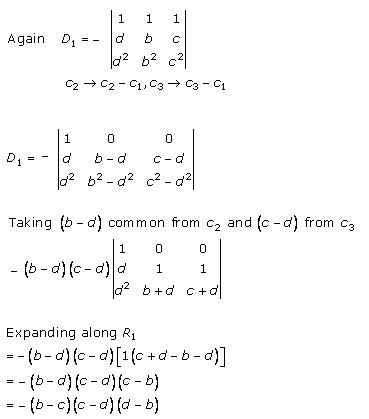 1 1 1
Again D₁ = − d b c
d² b² c²
c₂ → c₂ − c₁, c₃ → c₃ − c₁
1 0 0
D₁ = − d b − d c − d
d² b² − d² c² − d²
Taking (b − d) common from c₂ and (c − d) from c₃
1 0 0
− (b − d)(c − d) d 1 1
d² b + d c + d
Expanding along R₁
= − (b − d)(c − d)[1(c + d − b − d)]
= − (b − d)(c − d)(c − b)
= − (b − c)(c − d)(d − b)